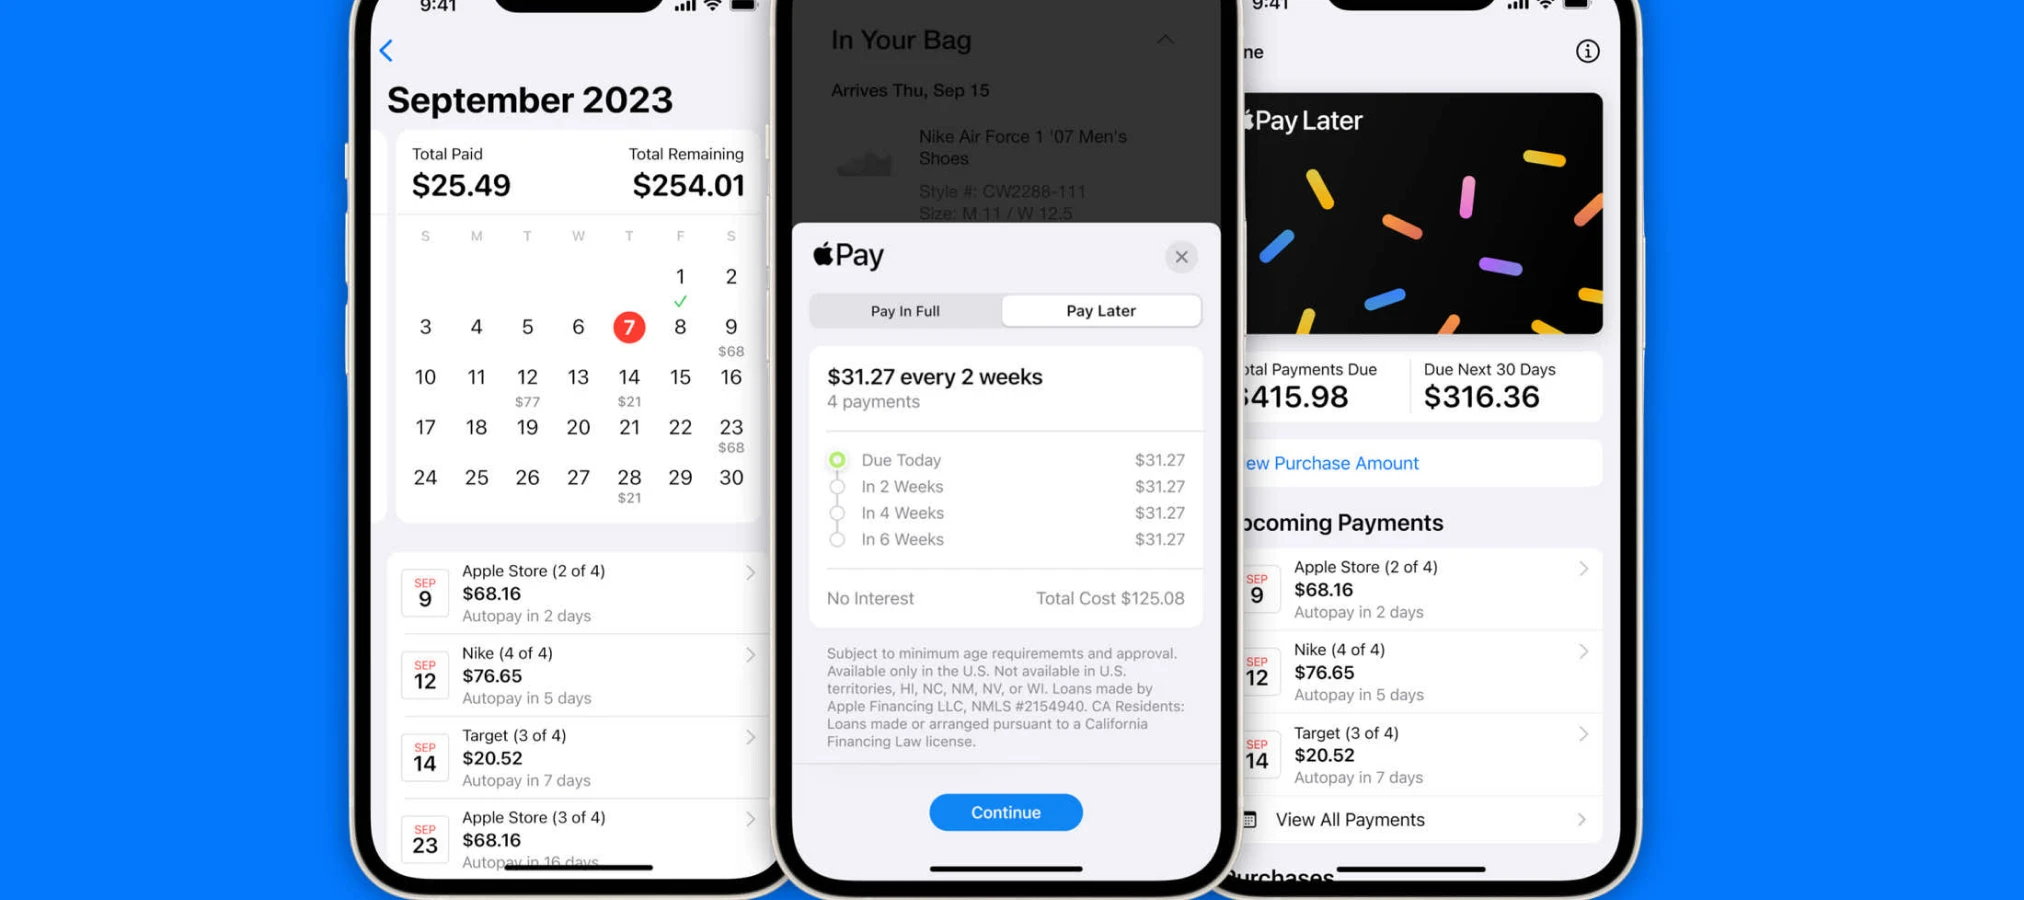 9:41
September 2023
Total Paid
Total Remaining
$25.49
$254.01
S M T W T F S
1 2
3 4 5 6 7 8 9
$68
10 11 12 13 14 15 16
$77 $21
17 18 19 20 21 22 23
$68
24 25 26 27 28 29 30
$21
SEP
9
Apple Store (2 of 4)
$68.16
Autopay in 2 days
SEP
12
Nike (4 of 4)
$76.65
Autopay in 5 days
SEP
14
Target (3 of 4)
$20.52
Autopay in 7 days
SEP
23
Apple Store (3 of 4)
$68.16
Autopay in 16 days
In Your Bag
Arrives Thu, Sep 15
Nike Air Force 1 '07 Men's
Shoes
Style #: CW2288-111
Size: M 11 / W 12.5
Pay
Pay In Full
Pay Later
$31.27 every 2 weeks
4 payments
Due Today $31.27
In 2 Weeks $31.27
In 4 Weeks $31.27
In 6 Weeks $31.27
No Interest
Total Cost $125.08
Subject to minimum age requirememts and approval.
Available only in the U.S. Not available in U.S.
territories, HI, NC, NM, NV, or WI. Loans made by
Apple Financing LLC, NMLS #2154940. CA Residents:
Loans made or arranged pursuant to a California
Financing Law license.
Continue
9:41
ne
Pay Later
tal Payments Due
$415.98
Due Next 30 Days
$316.36
ew Purchase Amount
pcoming Payments
SEP
9
Apple Store (2 of 4)
$68.16
Autopay in 2 days
SEP
12
Nike (4 of 4)
$76.65
Autopay in 5 days
SEP
14
Target (3 of 4)
$20.52
Autopay in 7 days
View All Payments
urchases